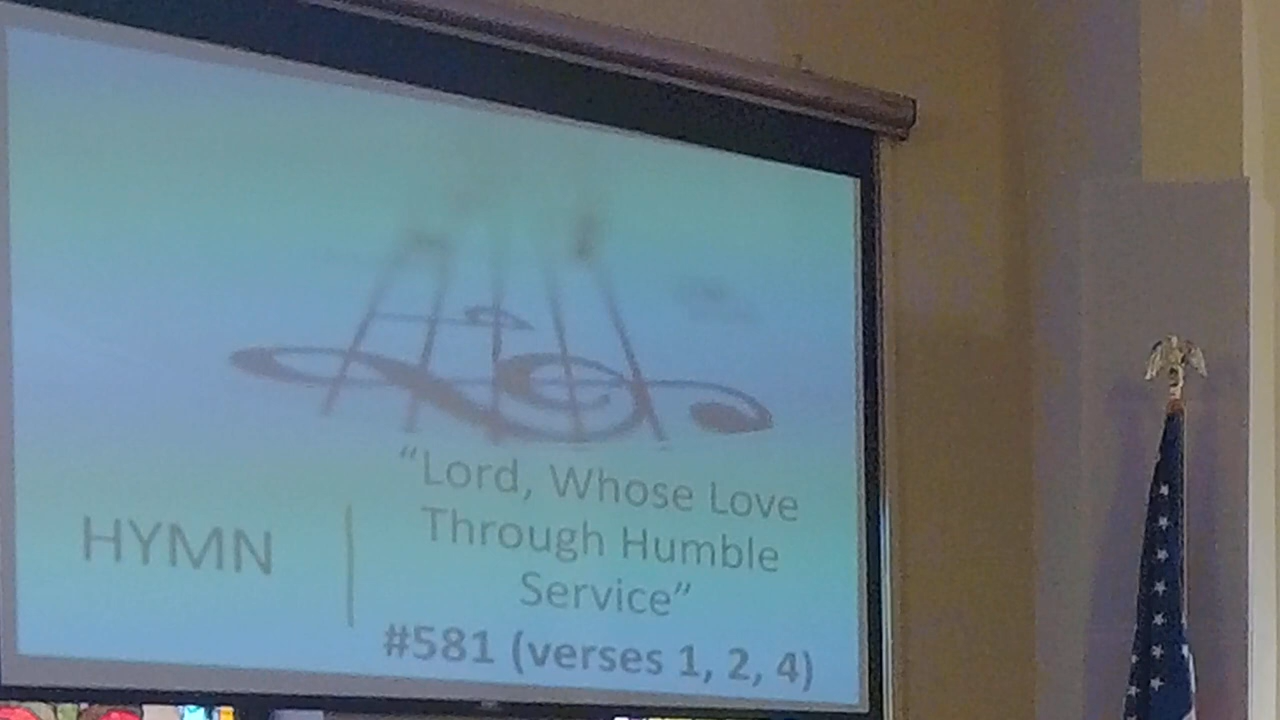 HYMN
“Lord, Whose Love
Through Humble
Service”
#581 (verses 1, 2, 4)